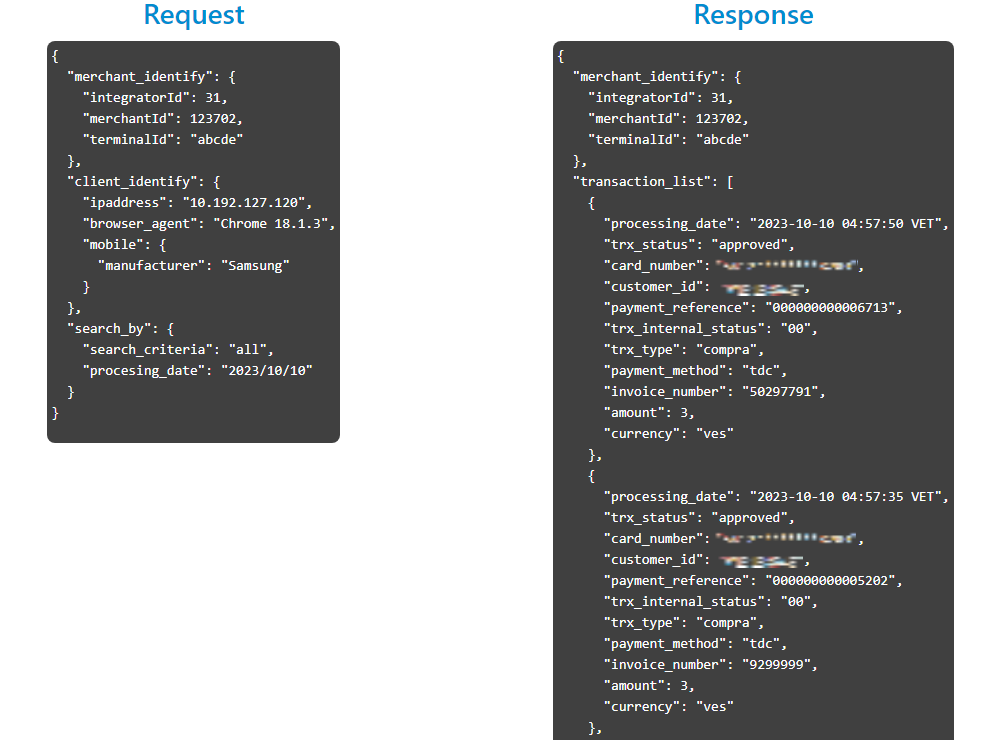 Request
{
  "merchant_identify": {
    "integratorId": 31,
    "merchantId": 123702,
    "terminalId": "abcde"
  },
  "client_identify": {
    "ipaddress": "10.192.127.120",
    "browser_agent": "Chrome 18.1.3",
    "mobile": {
      "manufacturer": "Samsung"
    }
  },
  "search_by": {
    "search_criteria": "all",
    "procesing_date": "2023/10/10"
  }
}
Response
{
  "merchant_identify": {
    "integratorId": 31,
    "merchantId": 123702,
    "terminalId": "abcde"
  },
  "transaction_list": [
    {
      "processing_date": "2023-10-10 04:57:50 VET",
      "trx_status": "approved",
      "card_number":
      "customer_id":
      "payment_reference": "000000000006713",
      "trx_internal_status": "00",
      "trx_type": "compra",
      "payment_method": "tdc",
      "invoice_number": "50297791",
      "amount": 3,
      "currency": "ves"
    },
    {
      "processing_date": "2023-10-10 04:57:35 VET",
      "trx_status": "approved",
      "card_number":
      "customer_id":
      "payment_reference": "000000000005202",
      "trx_internal_status": "00",
      "trx_type": "compra",
      "payment_method": "tdc",
      "invoice_number": "9299999",
      "amount": 3,
      "currency": "ves"
    },